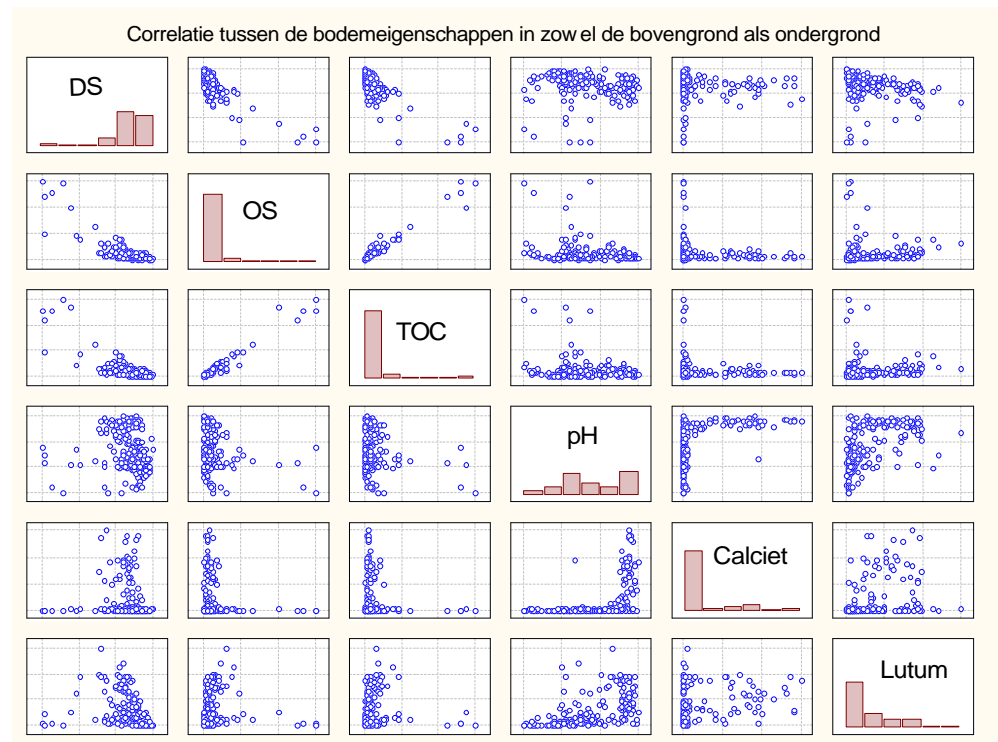 Correlatie tussen de bodemeigenschappen in zowel de bovengrond als ondergrond
DS
OS
TOC
pH
Calciet
Lutum